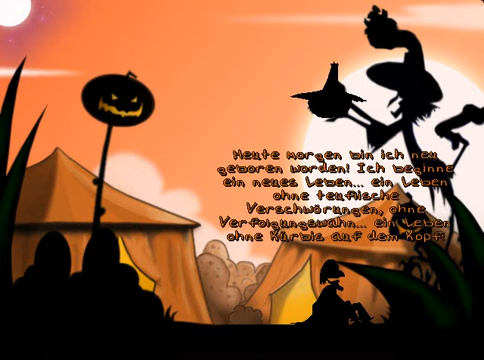 Heute Morgen bin ich neu
geboren worden! Ich beginne
ein neues Leben... ein Leben
ohne teuflische
Verschwörungen, ohne
Verfolgungswahn... ein Leben
ohne Kürbis auf dem Kopf!